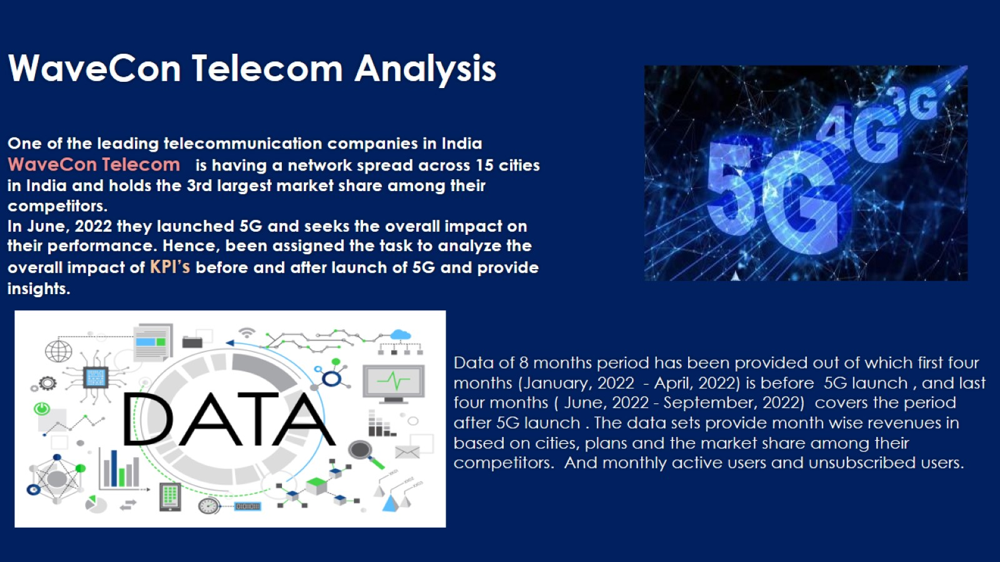 WaveCon Telecom Analysis
3G
4G
5G
One of the leading telecommunication companies in India
WaveCon Telecom is having a network spread across 15 cities
in India and holds the 3rd largest market share among their
competitors.
In June, 2022 they launched 5G and seeks the overall impact on
their performance. Hence, been assigned the task to analyze the
overall impact of KPI's before and after launch of 5G and provide
insights.
DATA
Data of 8 months period has been provided out of which first four
months (January, 2022 - April, 2022) is before 5G launch , and last
four months ( June, 2022 - September, 2022) covers the period
after 5G launch . The data sets provide month wise revenues in
based on cities, plans and the market share among their
competitors. And monthly active users and unsubscribed users.